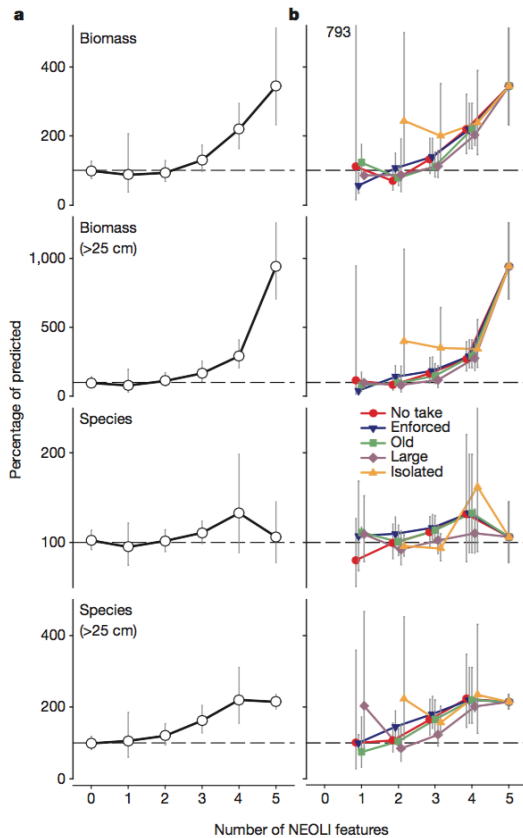 a
b
Biomass
793
400
200
0
Biomass
(>25 cm)
1,000
500
0
Species
200
100
No take
Enforced
Old
Large
Isolated
Species
(>25 cm)
400
200
0
Percentage of predicted
0 1 2 3 4 5
0 1 2 3 4 5
Number of NEOLI features